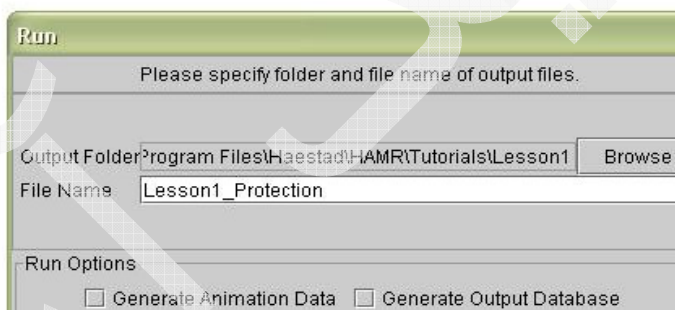 Run
Please specify folder and file name of output files.
Output Folder Program Files\Haestad\HAMR\Tutorials\Lesson1 Browse
File Name Lesson1_Protection
Run Options
Generate Animation Data Generate Output Database